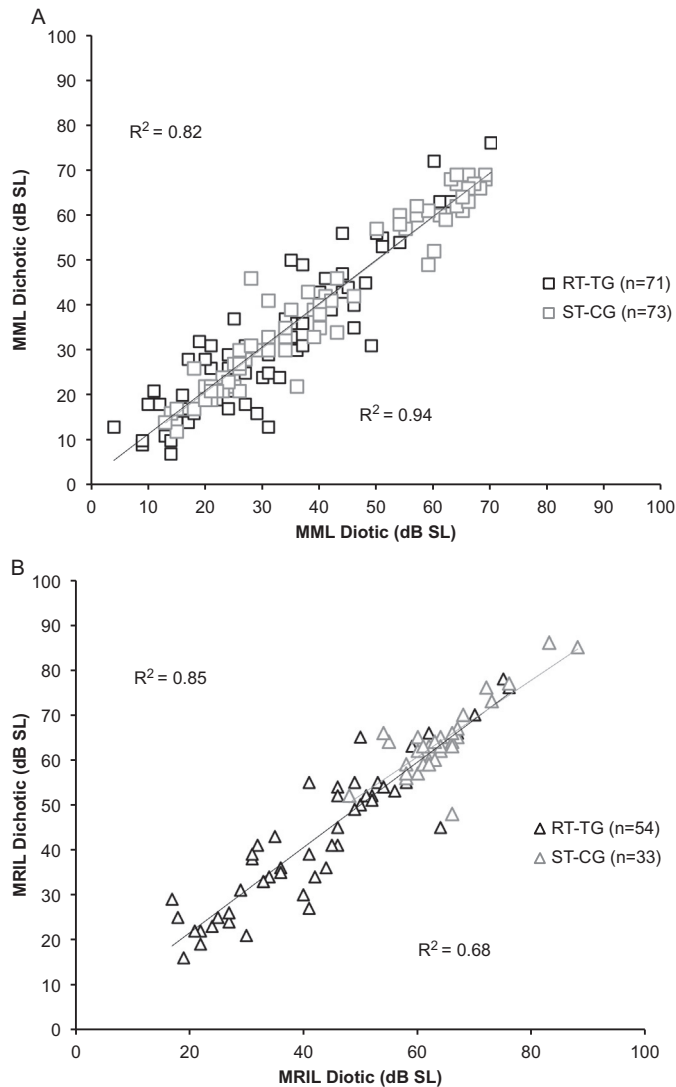 A
100
90
80
70
60
50
40
30
20
10
0
MML Dichotic (dB SL)
R2 = 0.82
R2 = 0.94
RT-TG (n=71)
ST-CG (n=73)
0 10 20 30 40 50 60 70 80 90 100
MML Diotic (dB SL)
B
100
90
80
70
60
50
40
30
20
10
0
MRIL Dichotic (dB SL)
R2 = 0.85
R2 = 0.68
RT-TG (n=54)
ST-CG (n=33)
0 20 40 60 80 100
MRIL Diotic (dB SL)